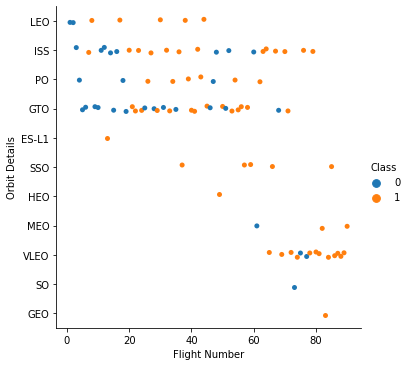 LEO
ISS
PO
GTO
ES-L1
SSO
HEO
MEO
VLEO
SO
GEO
Orbit Details
0 20 40 60 80
Flight Number
Class
0
1